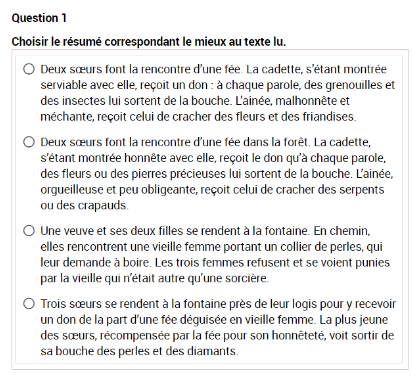 Question 1
Choisir le résumé correspondant le mieux au texte lu.
Deux sœurs font la rencontre d'une fée. La cadette, s'étant montrée
serviable avec elle, reçoit un don : à chaque parole, des grenouilles et
des insectes lui sortent de la bouche. L'aînée, malhonnête et
méchante, reçoit celui de cracher des fleurs et des friandises.
Deux sœurs font la rencontre d'une fée dans la forêt. La cadette,
s'étant montrée honnête avec elle, reçoit le don qu'à chaque parole,
des fleurs ou des pierres précieuses lui sortent de la bouche. L'aînée,
orgueilleuse et peu obligeante, reçoit celui de cracher des serpents
ou des crapauds.
Une veuve et ses deux filles se rendent à la fontaine. En chemin,
elles rencontrent une vieille femme portant un collier de perles, qui
leur demande à boire. Les trois femmes refusent et se voient punies
par la vieille qui n'était autre qu'une sorcière.
Trois sœurs se rendent à la fontaine près de leur logis pour y recevoir
un don de la part d'une fée déguisée en vieille femme. La plus jeune
des sœurs, récompensée par la fée pour son honnêteté, voit sortir de
sa bouche des perles et des diamants.